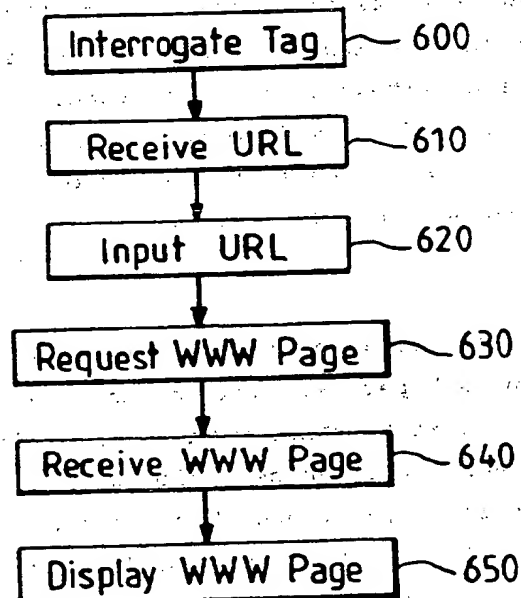 Interrogate Tag 600
Receive URL 610
Input URL 620
Request WWW Page 630
Receive WWW Page 640
Display WWW Page 650